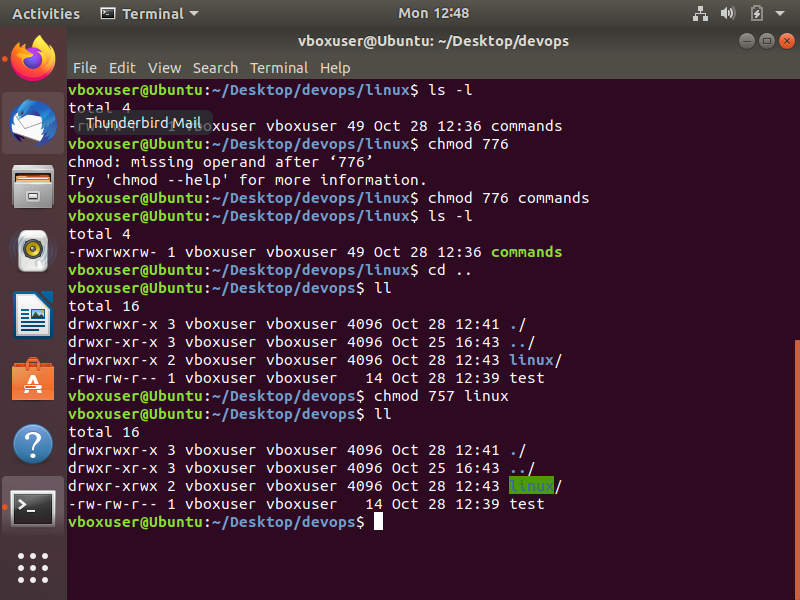 Activities Terminal Mon 12:48
vboxuser@Ubuntu: ~/Desktop/devops
File Edit View Search Terminal Help
vboxuser@Ubuntu:~/Desktop/devops/linux$ ls -l
total 4
Thunderbird Mail
-rw-rw-r-- 1 vboxuser vboxuser 49 Oct 28 12:36 commands
vboxuser@Ubuntu:~/Desktop/devops/linux$ chmod 776
chmod: missing operand after ‘776’
Try 'chmod --help' for more information.
vboxuser@Ubuntu:~/Desktop/devops/linux$ chmod 776 commands
vboxuser@Ubuntu:~/Desktop/devops/linux$ ls -l
total 4
-rwxrwxrw- 1 vboxuser vboxuser 49 Oct 28 12:36 commands
vboxuser@Ubuntu:~/Desktop/devops/linux$ cd ..
vboxuser@Ubuntu:~/Desktop/devops$ ll
total 16
drwxrwxr-x 3 vboxuser vboxuser 4096 Oct 28 12:41 ./
drwxr-xr-x 3 vboxuser vboxuser 4096 Oct 25 16:43 ../
drwxrwxr-x 2 vboxuser vboxuser 4096 Oct 28 12:43 linux/
-rw-rw-r-- 1 vboxuser vboxuser   14 Oct 28 12:39 test
vboxuser@Ubuntu:~/Desktop/devops$ chmod 757 linux
vboxuser@Ubuntu:~/Desktop/devops$ ll
total 16
drwxrwxr-x 3 vboxuser vboxuser 4096 Oct 28 12:41 ./
drwxr-xr-x 3 vboxuser vboxuser 4096 Oct 25 16:43 ../
drwxr-xrwx 2 vboxuser vboxuser 4096 Oct 28 12:43 linux/
-rw-rw-r-- 1 vboxuser vboxuser   14 Oct 28 12:39 test
vboxuser@Ubuntu:~/Desktop/devops$